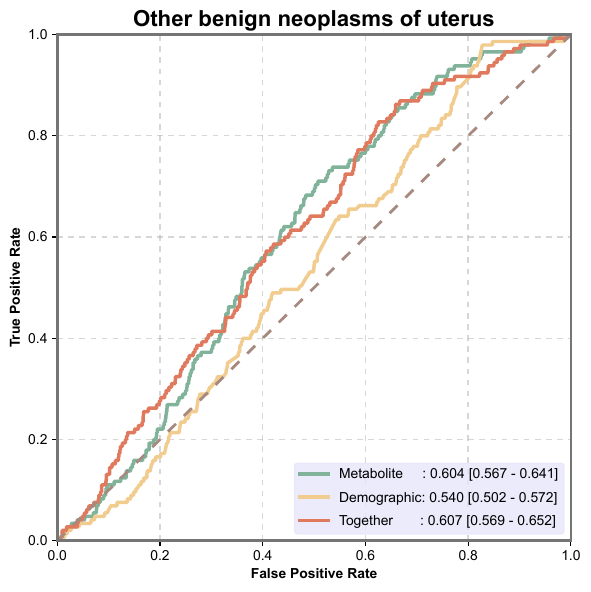 Other benign neoplasms of uterus
1.0
0.8
0.6
0.4
0.2
0.0
True Positive Rate
Metabolite : 0.604 [0.567 - 0.641]
Demographic: 0.540 [0.502 - 0.572]
Together : 0.607 [0.569 - 0.652]
0.0 0.2 0.4 0.6 0.8 1.0
False Positive Rate